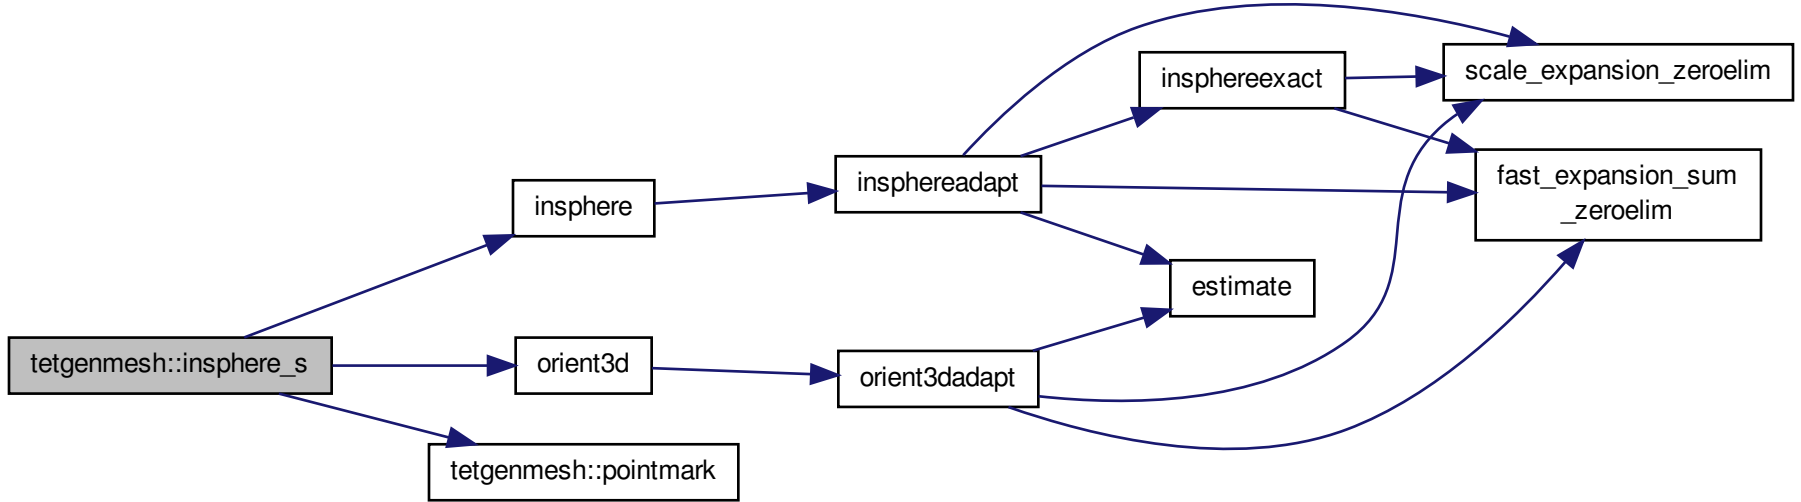 tetgenmesh::insphere_s
insphere
orient3d
tetgenmesh::pointmark
insphereadapt
orient3dadapt
insphereexact
estimate
scale_expansion_zeroelim
fast_expansion_sum
_zeroelim